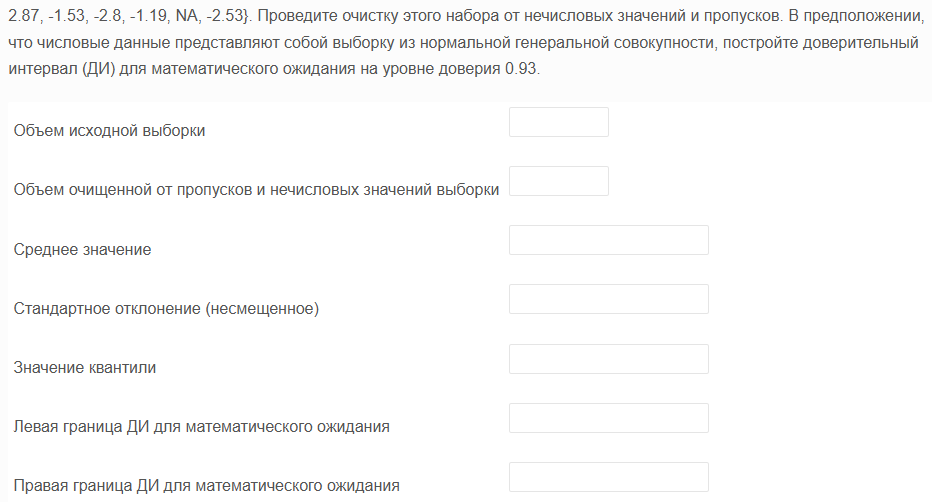 2.87, -1.53, -2.8, -1.19, NA, -2.53}. Проведите очистку этого набора от нечисловых значений и пропусков. В предположении,
что числовые данные представляют собой выборку из нормальной генеральной совокупности, постройте доверительный
интервал (ДИ) для математического ожидания на уровне доверия 0.93.
Объем исходной выборки
Объем очищенной от пропусков и нечисловых значений выборки
Среднее значение
Стандартное отклонение (несмещенное)
Значение квантили
Левая граница ДИ для математического ожидания
Правая граница ДИ для математического ожидания